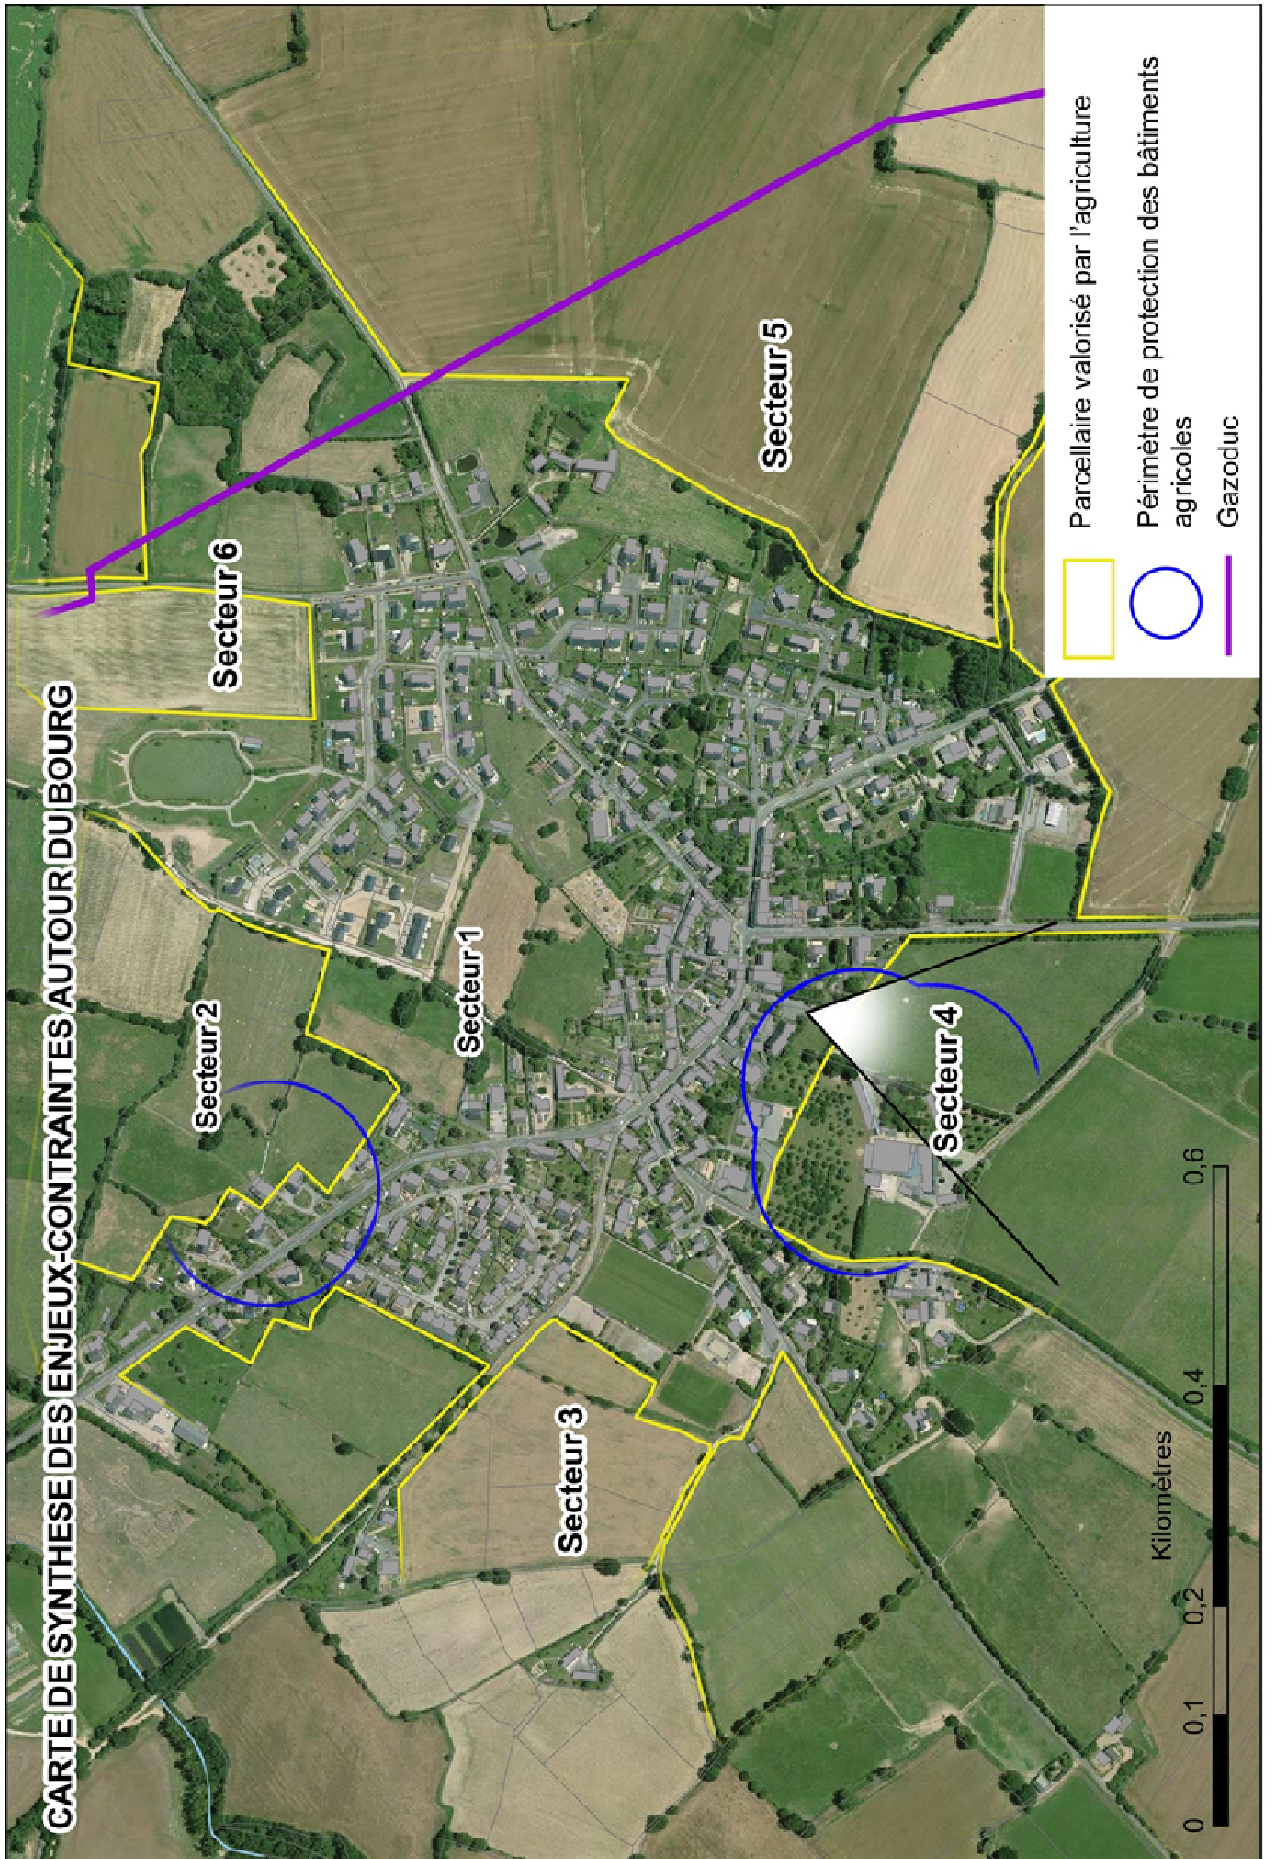 CARTE DE SYNTHESE DES ENJEUX-CONTRAINTES AUTOUR DU BOURG
Secteur 6
Secteur 2
Secteur 1
Secteur 5
Secteur 3
Secteur 4
Parcellaire valorisé par l'agriculture
Périmètre de protection des bâtiments
agricoles
Gazoduc
Kilomètres
0 0,1 0,2 0,4 0,6